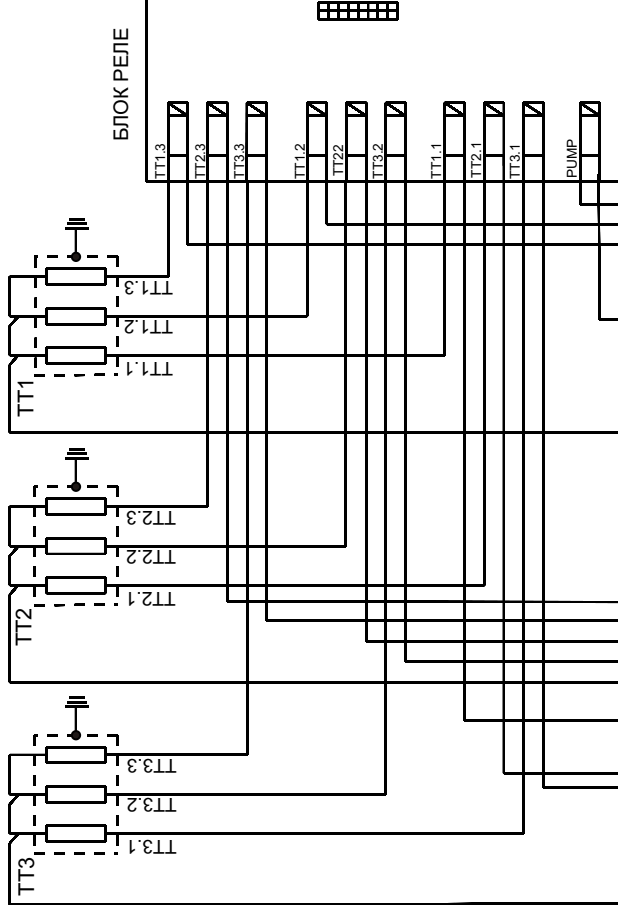 БЛОК РЕЛЕ
TT1.3
TT2.3
TT3.3
TT1.2
TT22
TT3.2
TT1.1
TT2.1
TT3.1
PUMP
TT1.3
TT1.2
TT1.1
TT1
TT2.3
TT2.2
TT2.1
TT2
TT3.3
TT3.2
TT3.1
TT3